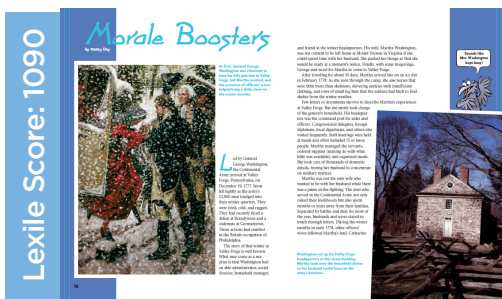 Lexile Score: 1090
Morale Boosters
by Nancy Day
At first, General George
Washington was reluctant to
have his wife join him at Valley
Forge, but Martha insisted, and
the presence of officers' wives
helped bring a little cheer to
the winter months.
Led by General
George Washington,
the Continental
Army arrived at Valley
Forge, Pennsylvania, on
December 19, 1777. Snow
fell lightly as the army's
12,000 men trudged into
their winter quarters. They
were tired, cold, and ragged.
They had recently faced a
defeat at Brandywine and a
stalemate at Germantown.
Those actions had resulted
in the British occupation of
Philadelphia.
The story of that winter at
Valley Forge is well known.
What may come as a sur-
prise is that Washington had
an able administrator, social
director, household manager,
and friend at the winter headquarters. His wife, Martha Washington,
was not content to be left home at Mount Vernon in Virginia if she
could spend time with her husband. She packed her things so that she
would be ready at a moment's notice. Finally, with some misgivings,
George sent word for Martha to come to Valley Forge.
After traveling for about 10 days, Martha arrived late on an icy day
in February 1778. As she rode through the camp, she saw horses that
were little more than skeletons, shivering sentries with insufficient
clothing, and rows of small log huts that the soldiers had built to find
shelter from the winter weather.
Few letters or documents survive to describe Martha's experiences
at Valley Forge. But she surely took charge
of the general's household. His headquar-
ters was the command post for aides and
officers. Congressional delegates, foreign
diplomats, local dignitaries, and others also
visited frequently. Staff meetings were held
at meals and often included 15 or more
people. Martha managed the servants,
ordered supplies (making do with what
little was available), and organized meals.
She took care of thousands of domestic
details, freeing her husband to concentrate
on military matters.
Martha was not the only wife who
wanted to be with her husband while there
was a pause in the fighting. The men who
served in the Continental Army not only
risked their livelihoods but also spent
months or years away from their families.
Separated by battles and duty for most of
the year, husbands and wives strained to
touch through letters. During the winter
months in early 1778, other officers'
wives followed Martha's lead. Catharine
Sounds like
Mrs. Washington
kept busy!
Washington set up his Valley Forge
headquarters in this stone building.
Martha took over the household duties
so her husband could focus on the
army's business.